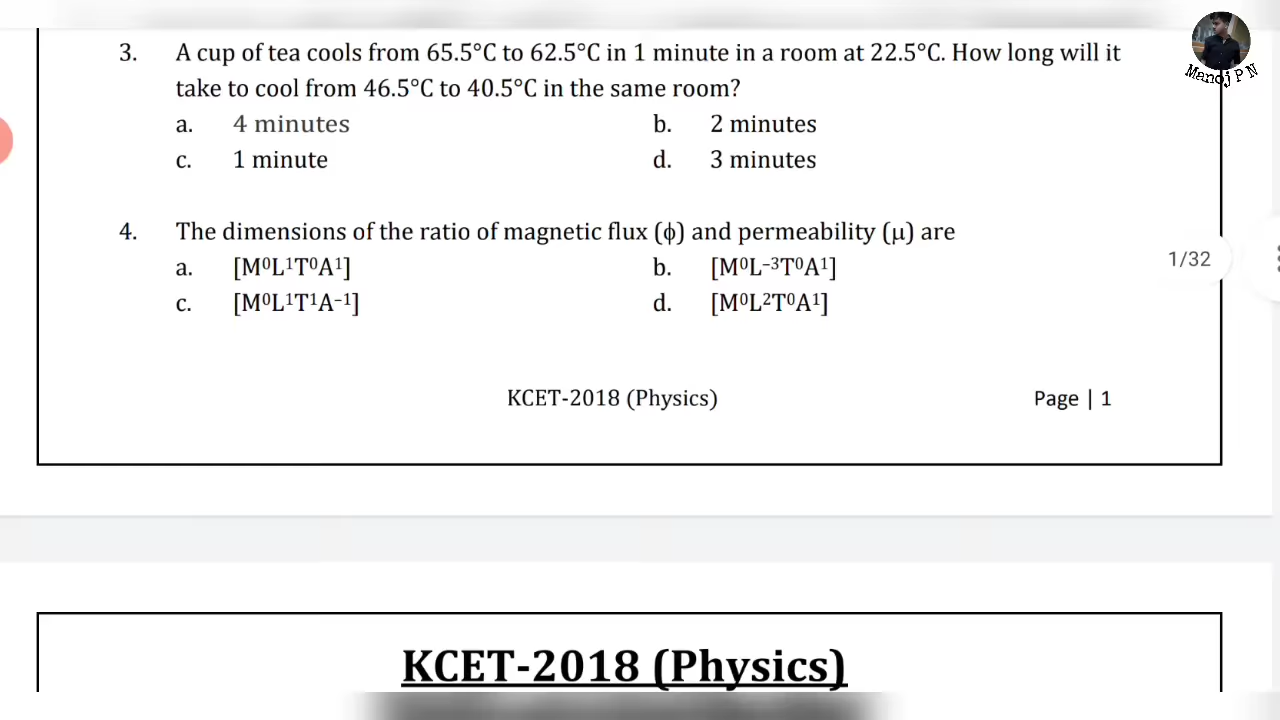 Manoj P N
3. A cup of tea cools from 65.5°C to 62.5°C in 1 minute in a room at 22.5°C. How long will it
take to cool from 46.5°C to 40.5°C in the same room?
a. 4 minutes b. 2 minutes
c. 1 minute d. 3 minutes
4. The dimensions of the ratio of magnetic flux (ϕ) and permeability (µ) are
a. [M⁰L¹T⁰A¹] b. [M⁰L⁻³T⁰A¹]
1/32
c. [M⁰L¹T¹A⁻¹] d. [M⁰L²T⁰A¹]
KCET-2018 (Physics) Page | 1
KCET-2018 (Physics)